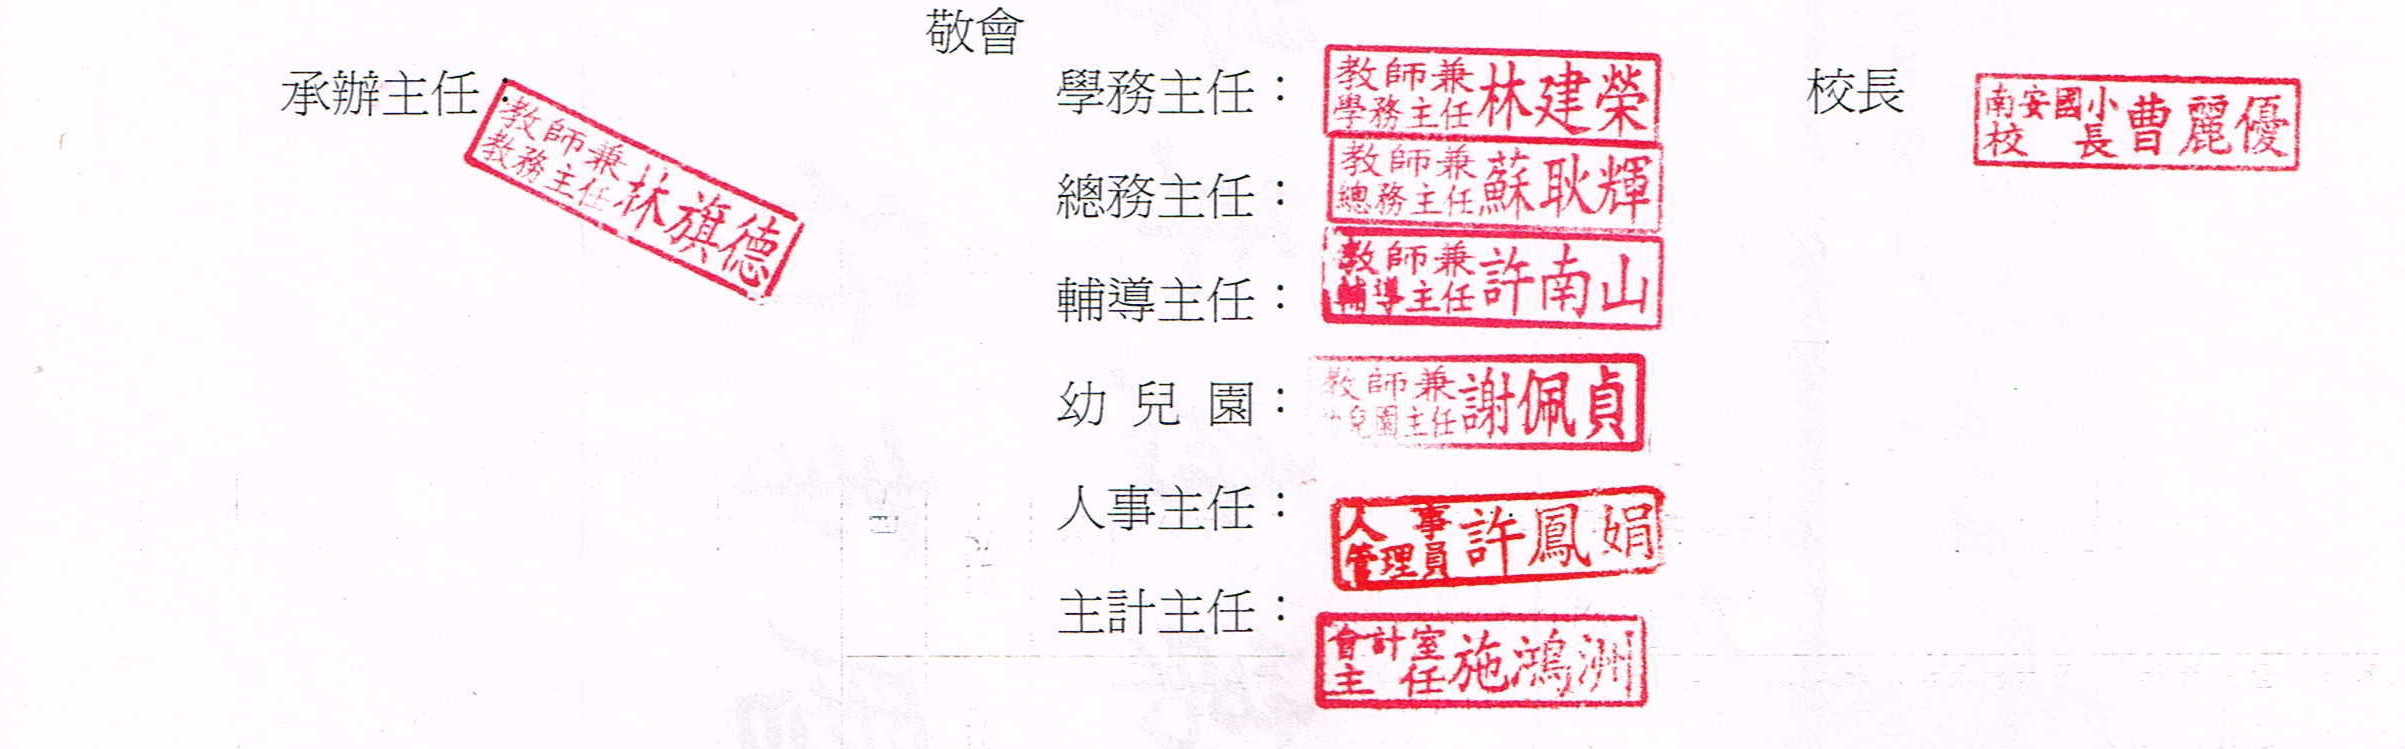 敬會
承辦主任：
教師兼
教務主任
林旗德
學務主任：
教師兼
學務主任
林建榮
校長
南安國小
校長
曹麗優
總務主任：
教師兼
總務主任
蘇耿輝
輔導主任：
教師兼
輔導主任
許南山
幼兒園：
教師兼
幼兒園主任
謝佩貞
人事主任：
人事
管理員
許鳳娟
主計主任：
會計室
主任
施鴻洲